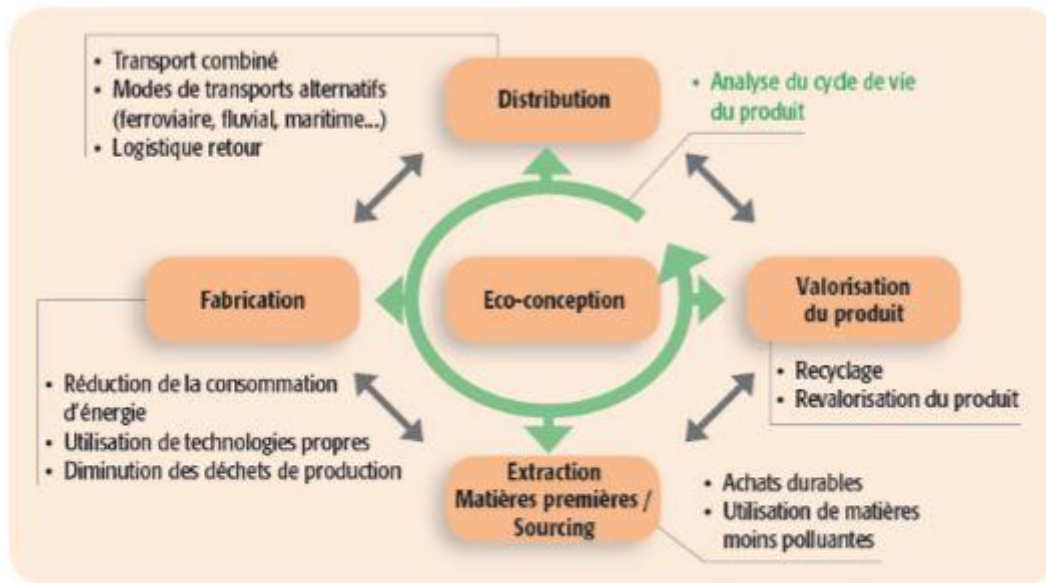 • Transport combiné
• Modes de transports alternatifs
(ferroviaire, fluvial, maritime...)
• Logistique retour
Distribution
• Analyse du cycle de vie
du produit
Fabrication
Eco-conception
Valorisation
du produit
• Réduction de la consommation
d'énergie
• Utilisation de technologies propres
• Diminution des déchets de production
• Recyclage
• Revalorisation du produit
Extraction
Matières premières /
Sourcing
• Achats durables
• Utilisation de matières
moins polluantes